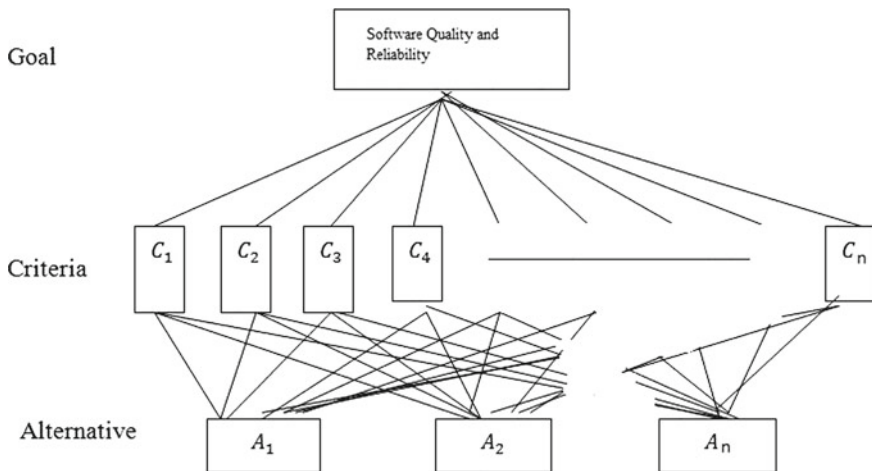 Software Quality and
Reliability
Goal
C₁ C₂ C₃ C₄ Cₙ
Criteria
Alternative
A₁ A₂ Aₙ